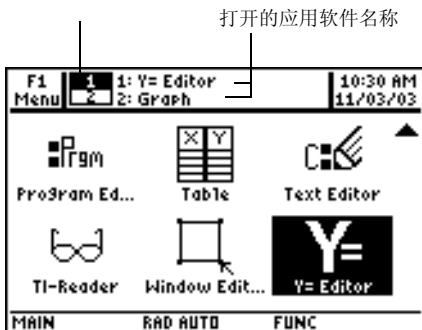 打开的应用软件名称
F1 1 1: Y= Editor 10:30 AM
Menu 2 2: Graph 11/03/03
Prgm X Y C:
Program Ed... Table Text Editor
Y=
TI-Reader Window Edit... Y= Editor
MAIN RAD AUTO FUNC